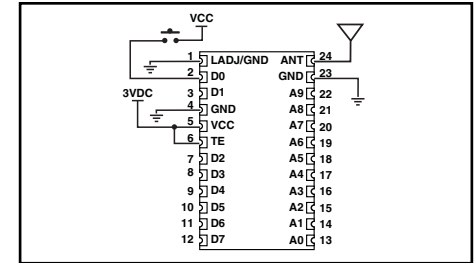 VCC
1 LADJ/GND ANT 24
2 D0 GND 23
3VDC
3 D1 A9 22
4 GND A8 21
5 VCC A7 20
6 TE A6 19
7 D2 A5 18
8 D3 A4 17
9 D4 A3 16
10 D5 A2 15
11 D6 A1 14
12 D7 A0 13